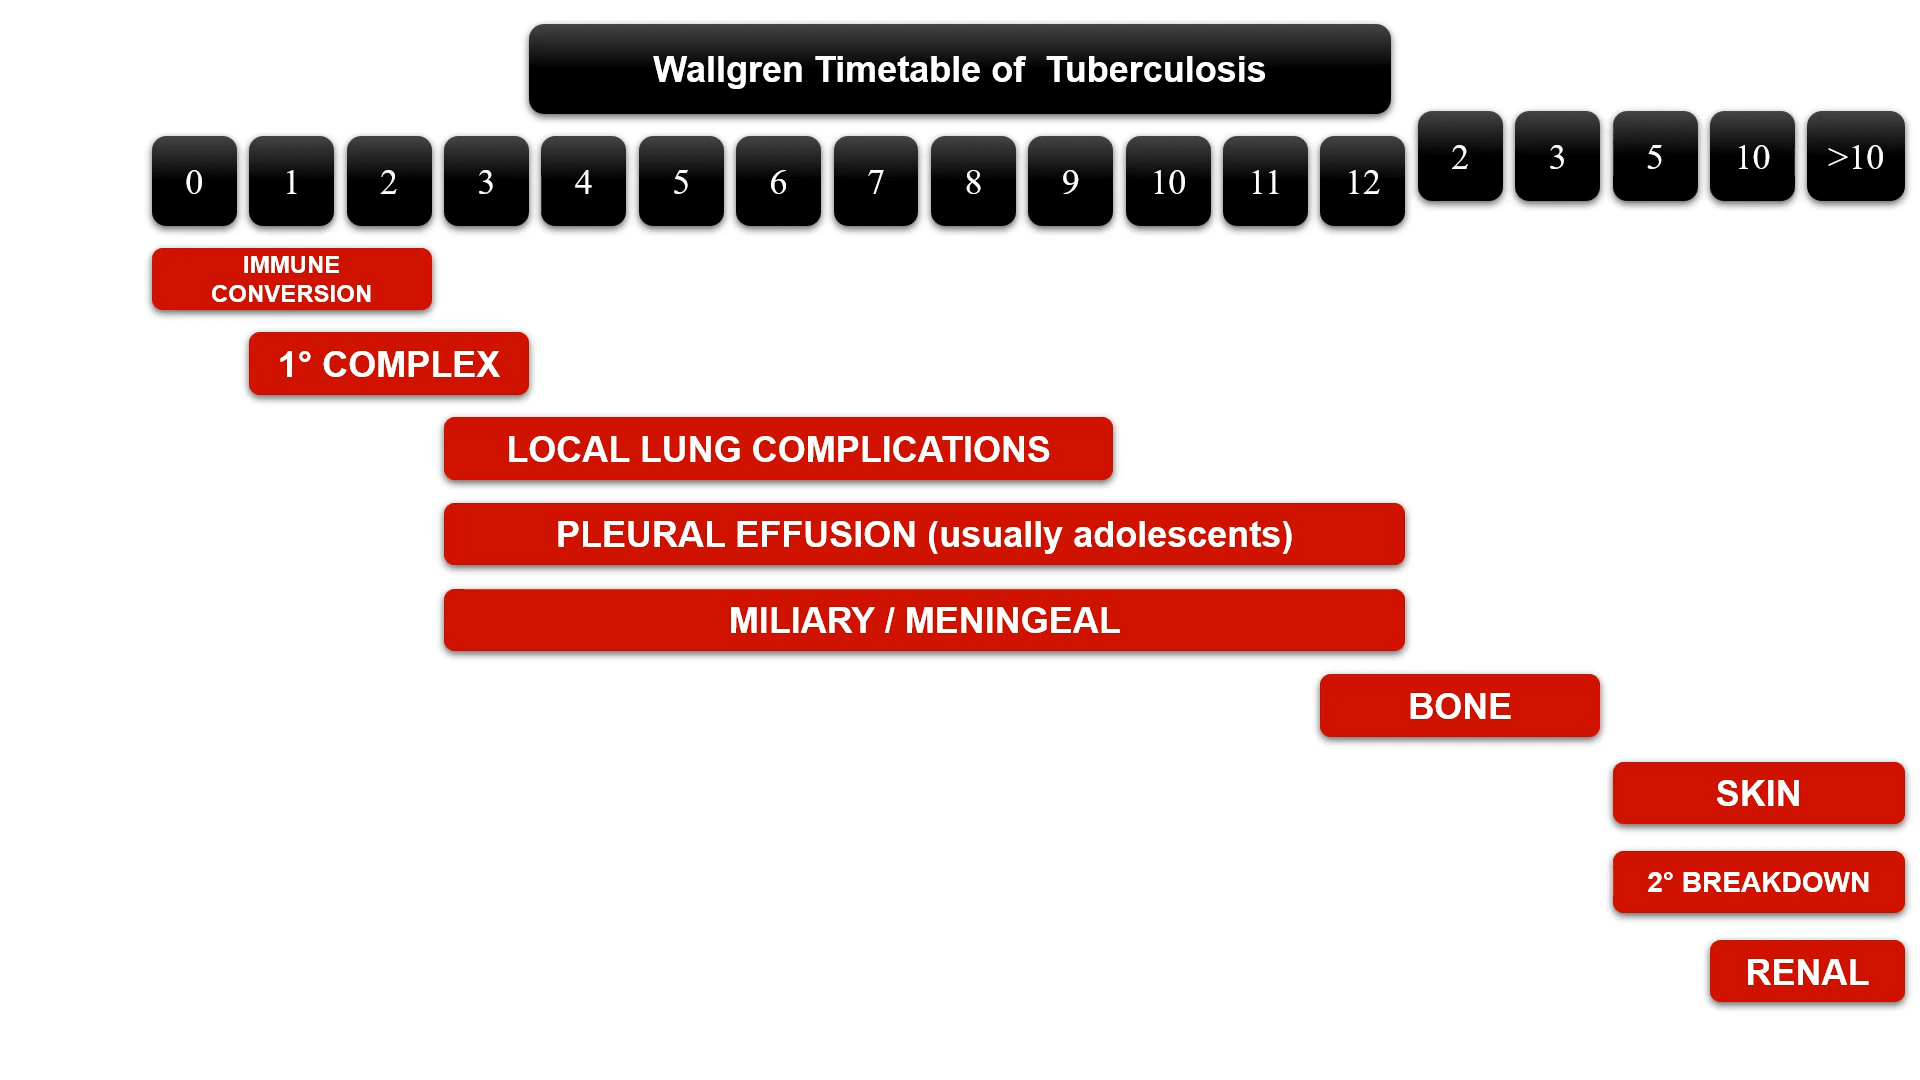 Wallgren Timetable of  Tuberculosis
0 1 2 3 4 5 6 7 8 9 10 11 12 2 3 5 10 >10
IMMUNE
CONVERSION
1° COMPLEX
LOCAL LUNG COMPLICATIONS
PLEURAL EFFUSION (usually adolescents)
MILIARY / MENINGEAL
BONE
SKIN
2° BREAKDOWN
RENAL